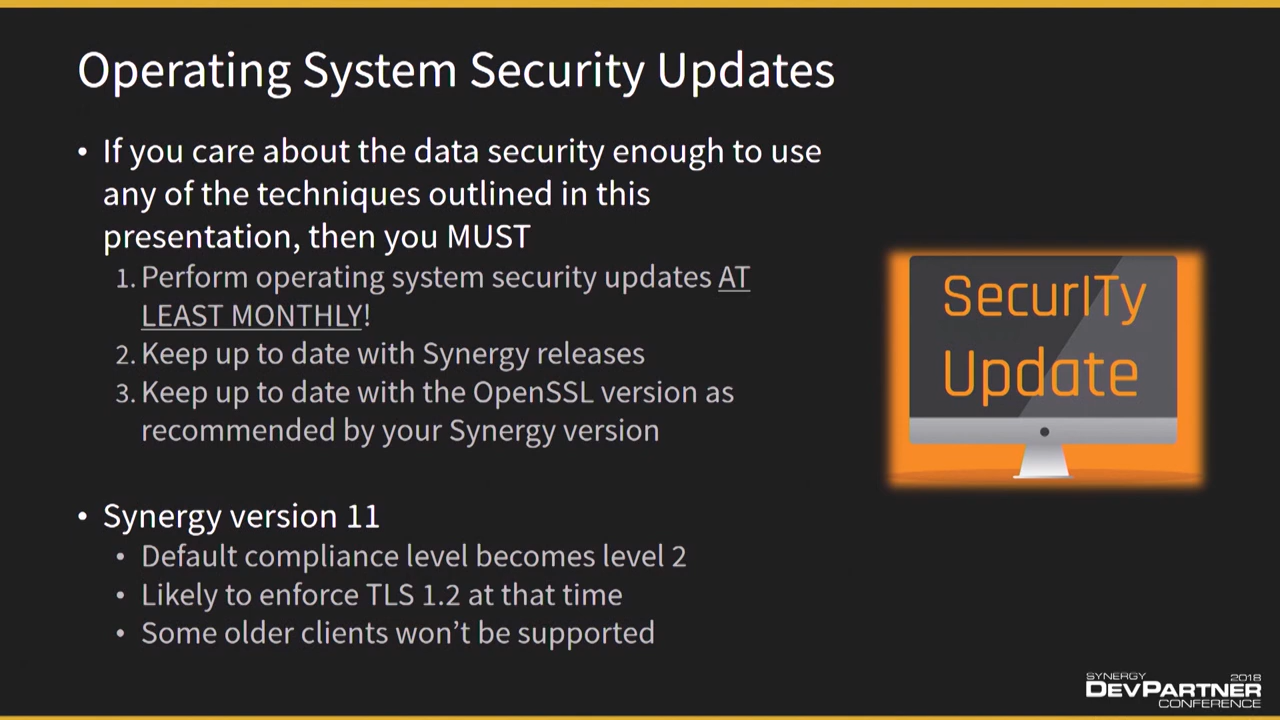 Operating System Security Updates
• If you care about the data security enough to use
any of the techniques outlined in this
presentation, then you MUST
1. Perform operating system security updates AT
LEAST MONTHLY!
2. Keep up to date with Synergy releases
3. Keep up to date with the OpenSSL version as
recommended by your Synergy version
SecurITy
Update
• Synergy version 11
• Default compliance level becomes level 2
• Likely to enforce TLS 1.2 at that time
• Some older clients won't be supported
SYNERGY 2018
DEVPARTNER
CONFERENCE